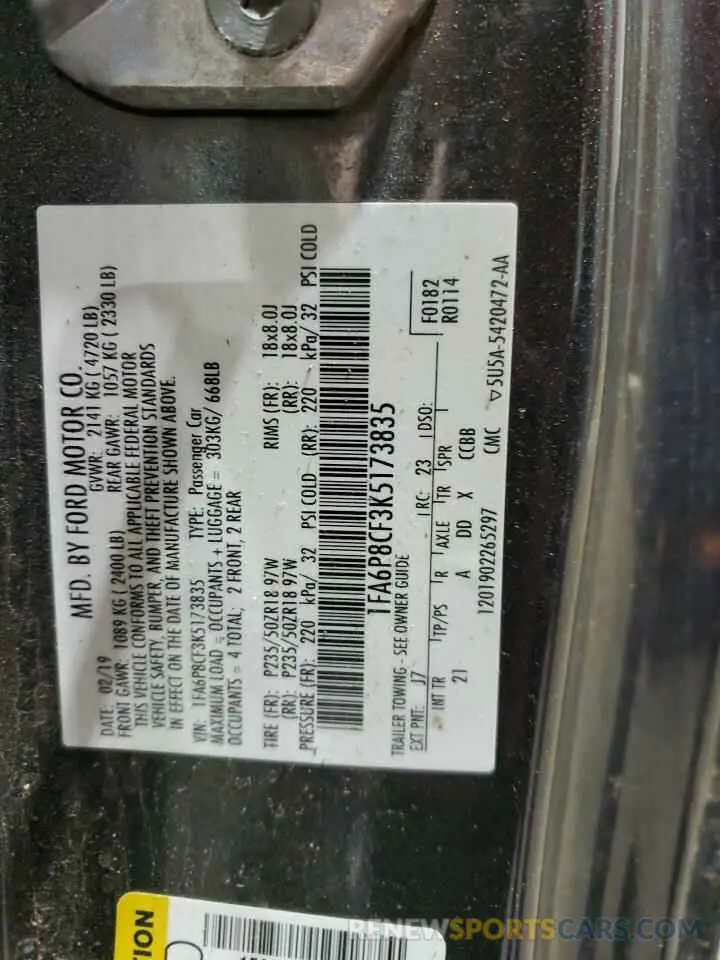 MFD. BY FORD MOTOR CO.
DATE: 02/19 GVWR: 2141 KG ( 4720 LB)
FRONT GAWR: 1089 KG ( 2400 LB) REAR GAWR: 1057 KG ( 2330 LB)
THIS VEHICLE CONFORMS TO ALL APPLICABLE FEDERAL MOTOR
VEHICLE SAFETY, BUMPER, AND THEFT PREVENTION STANDARDS
IN EFFECT ON THE DATE OF MANUFACTURE SHOWN ABOVE.
VIN: 1FA6P8CF3K5173835 TYPE: Passenger Car
MAXIMUM LOAD = OCCUPANTS + LUGGAGE = 303KG/ 668LB
OCCUPANTS = 4 TOTAL; 2 FRONT, 2 REAR
TIRE (FR): P235/50ZR18 97W RIMS (FR): 18x8.0J
(RR): P235/50ZR18 97W (RR): 18x8.0J
PRESSURE (FR): 220 kPa/ 32 PSI COLD (RR): 220 kPa/ 32 PSI COLD
1FA6P8CF3K5173835
TRAILER TOWING - SEE OWNER GUIDE
EXT PNT: J7 RC: 23 DSO: F0182
R0114
INT TR TP/PS R AXLE TR SPR
21 A DD X CCBB
1201902265297 CMC ▽5U5A-5420472-AA
TION
RENEWSPORTSCARS.COM